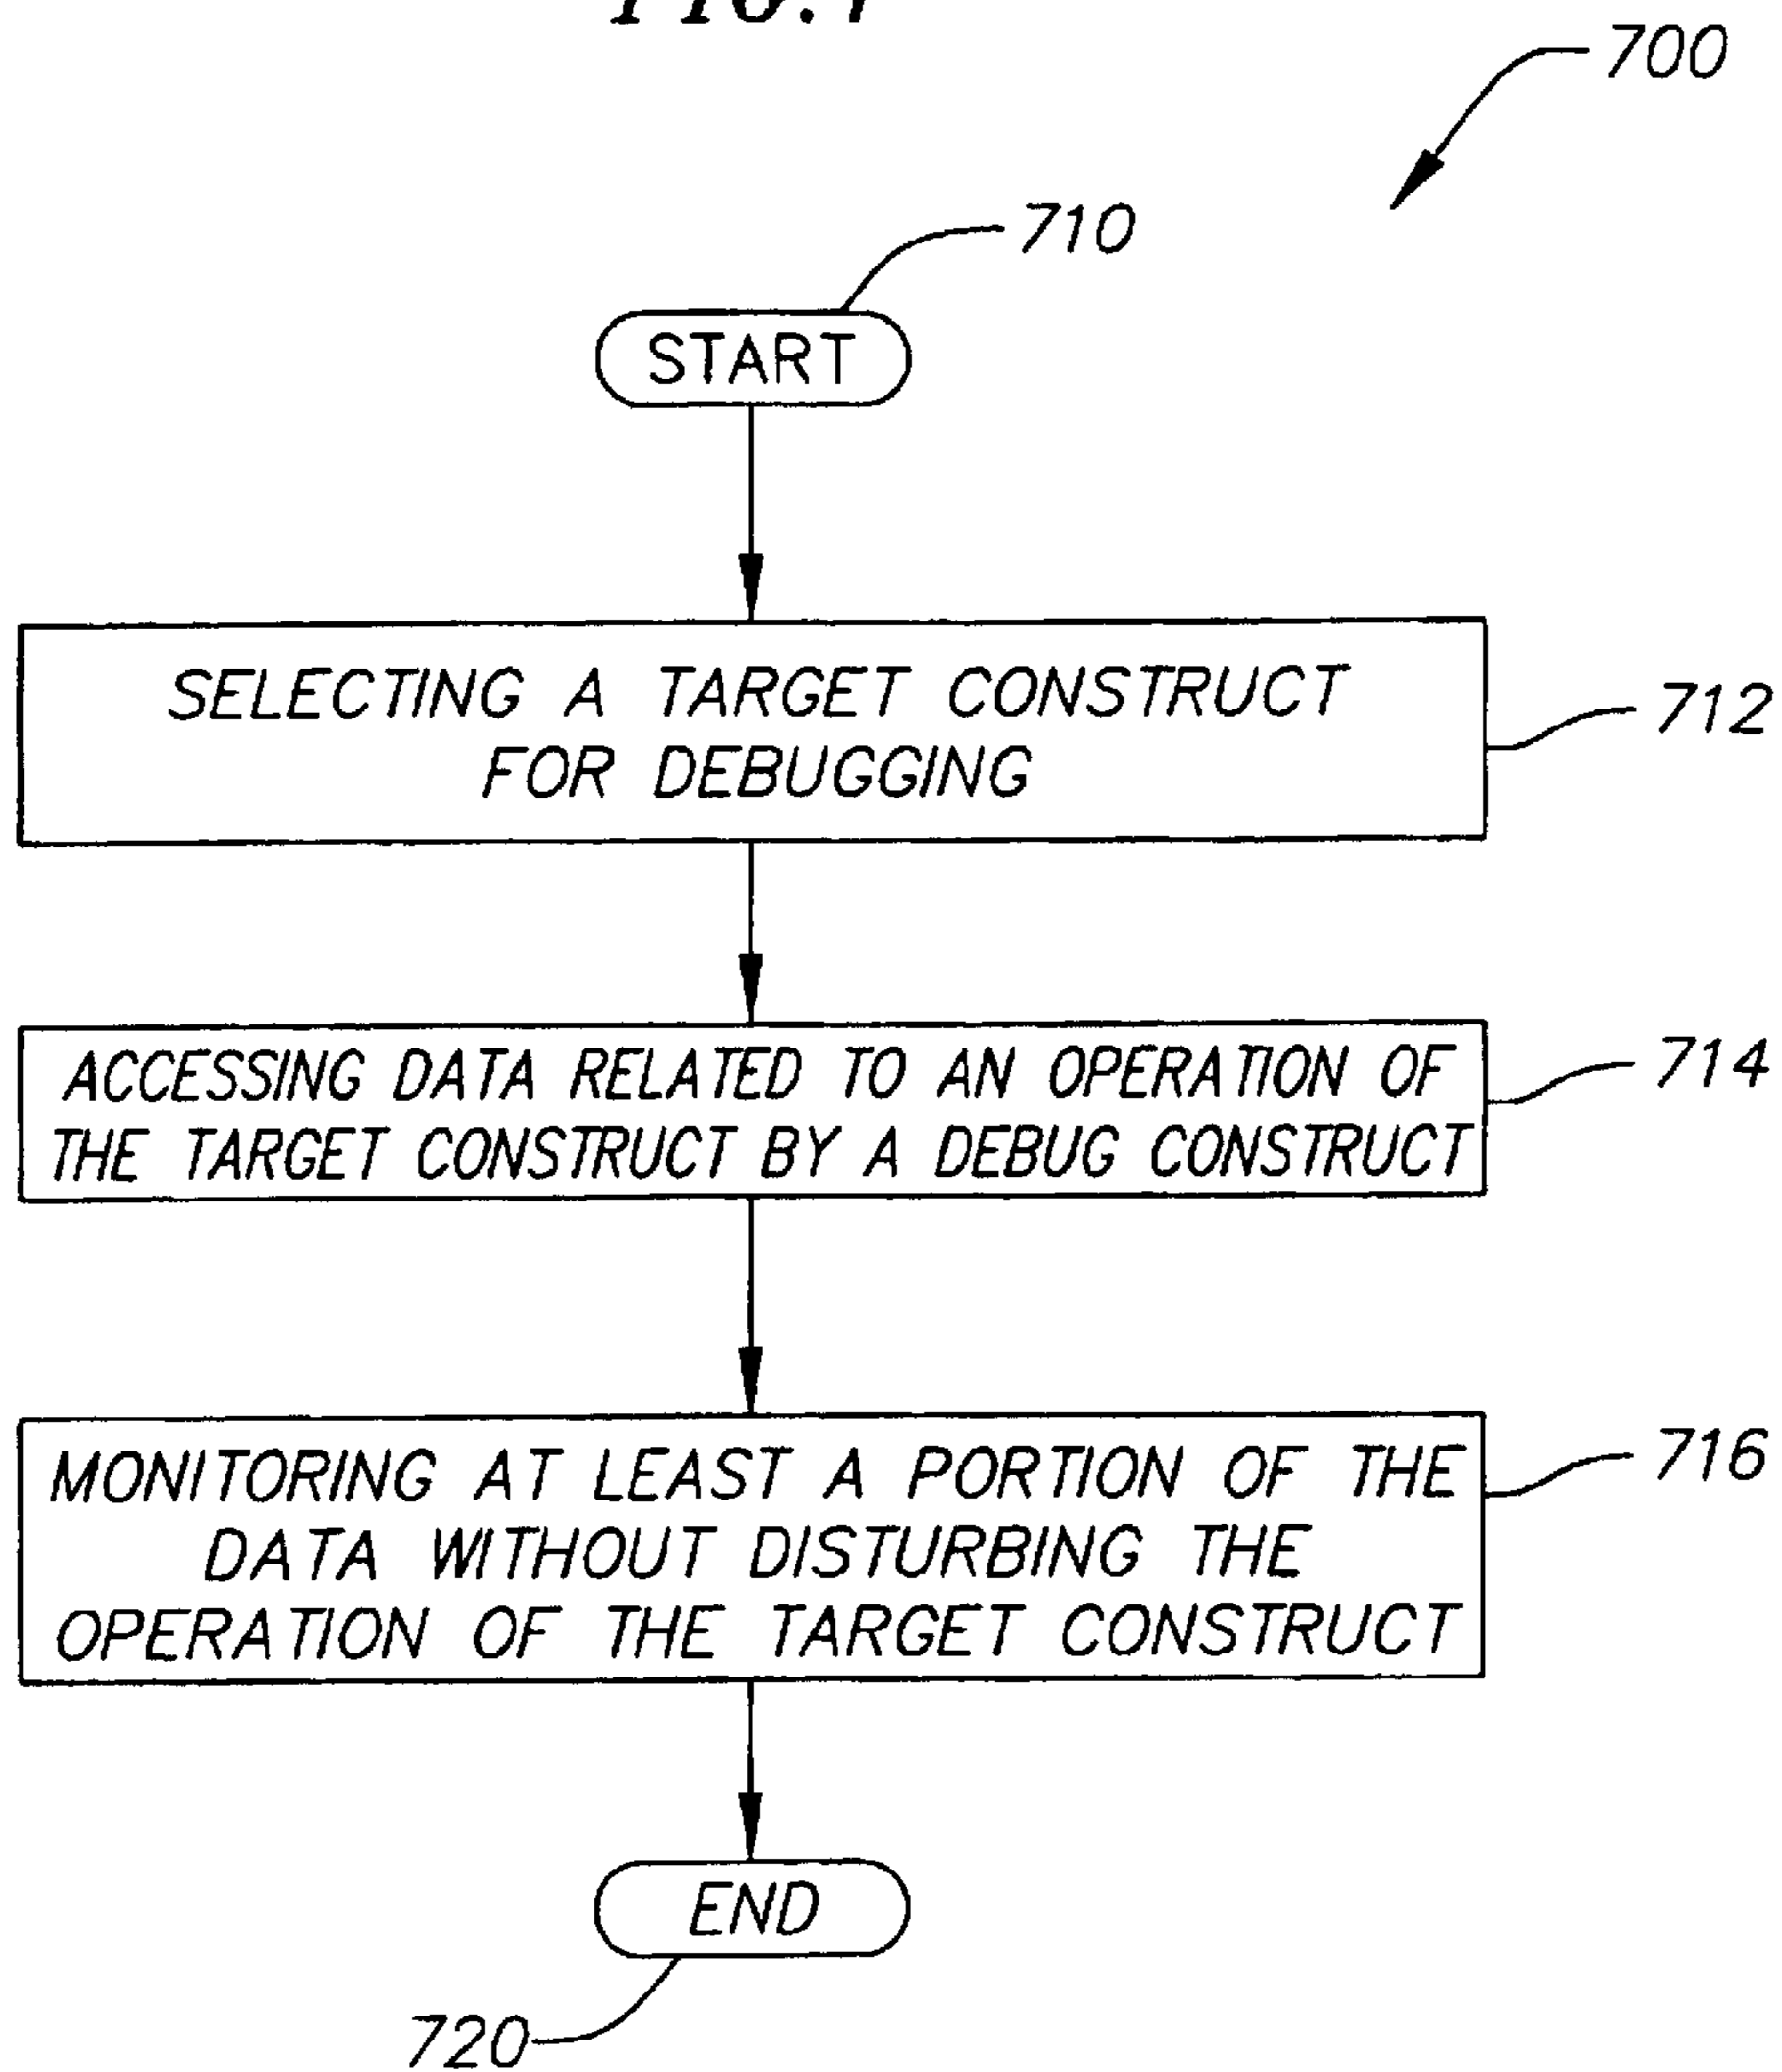 FIG. 7
700
710
START
SELECTING A TARGET CONSTRUCT
FOR DEBUGGING
712
ACCESSING DATA RELATED TO AN OPERATION OF
THE TARGET CONSTRUCT BY A DEBUG CONSTRUCT
714
MONITORING AT LEAST A PORTION OF THE
DATA WITHOUT DISTURBING THE
OPERATION OF THE TARGET CONSTRUCT
716
END
720